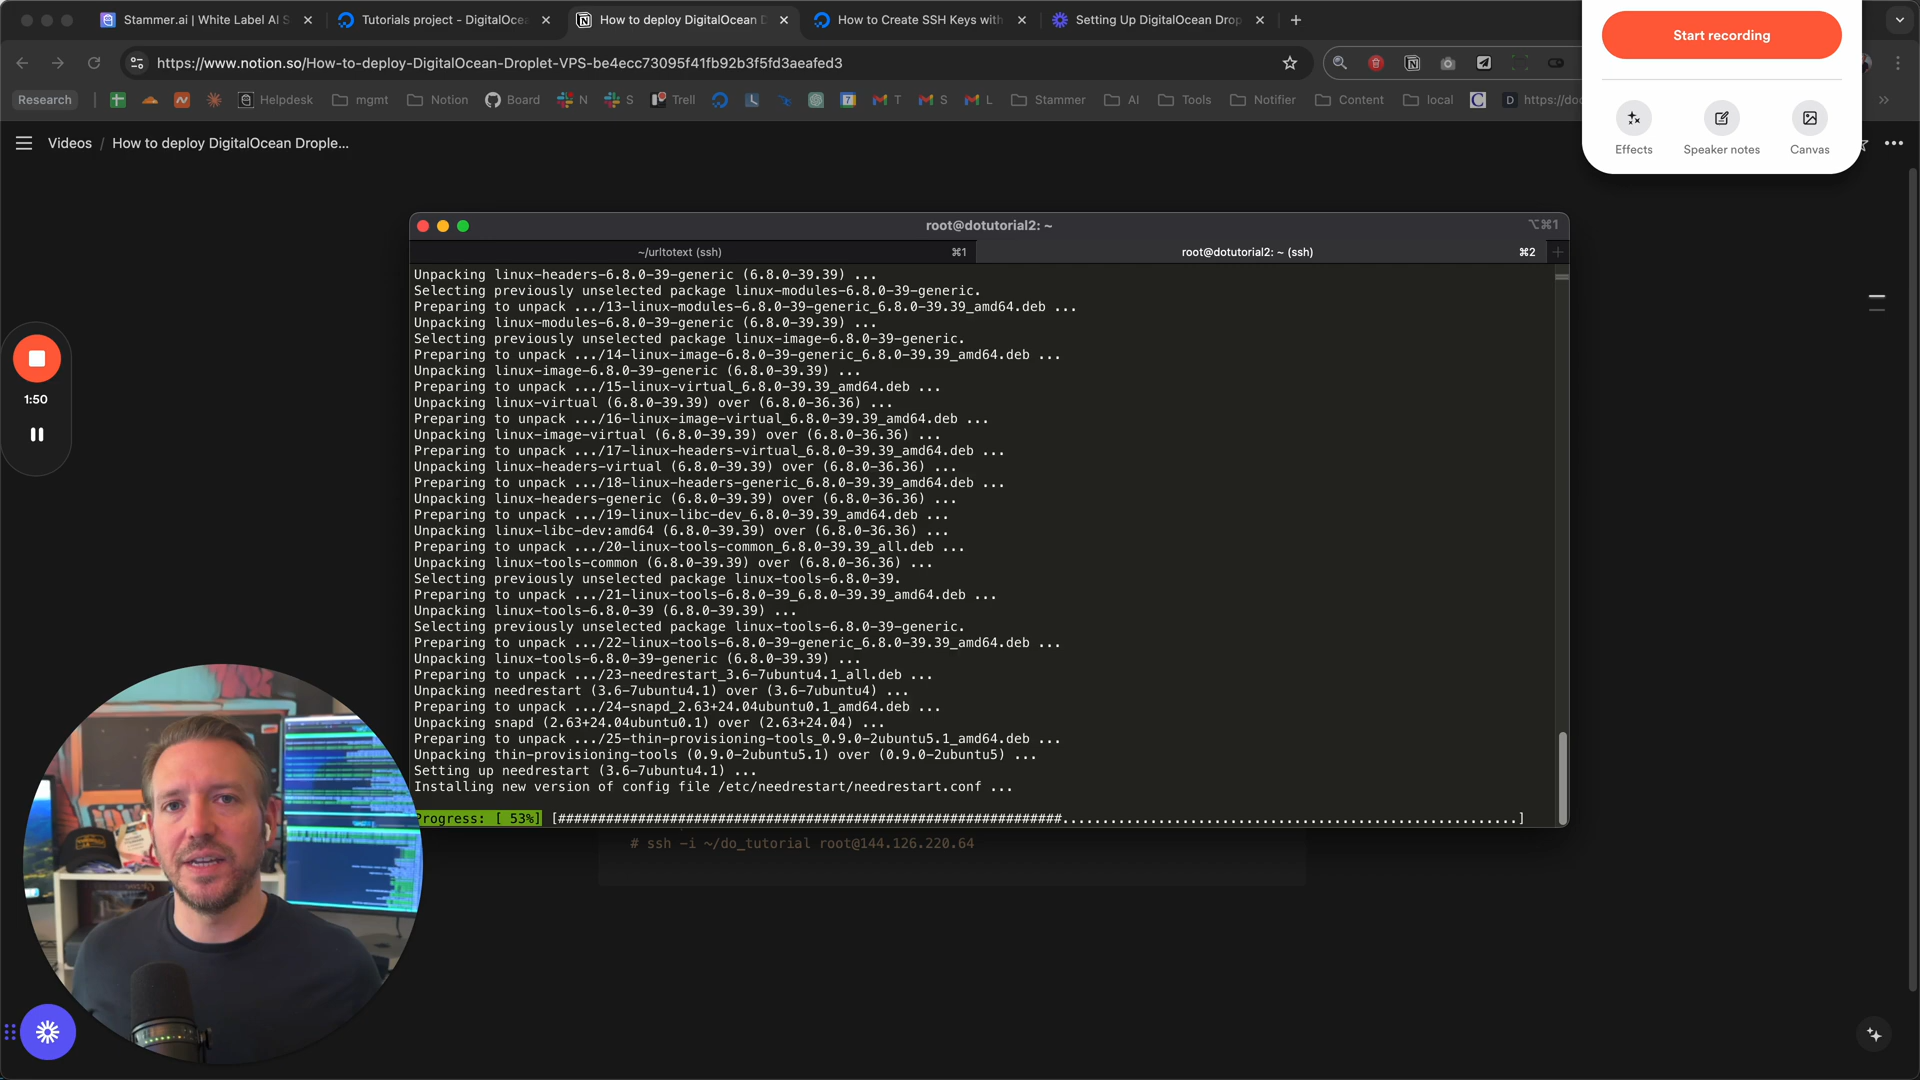 Stammer.ai | White Label AI S
Tutorials project - DigitalOcea
How to deploy DigitalOcean D
How to Create SSH Keys with
Setting Up DigitalOcean Drop
https://www.notion.so/How-to-deploy-DigitalOcean-Droplet-VPS-be4ecc73095f41fb92b3f5fd3aeafed3
Research
Helpdesk
mgmt
Notion
Board
N
S
Trell
T
S
L
Stammer
AI
Tools
Notifier
Content
local
https://doc
Start recording
Effects
Speaker notes
Canvas
Videos / How to deploy DigitalOcean Drople...
root@dotutorial2: ~
⌥⌘1
~/urltotext (ssh)
⌘1
root@dotutorial2: ~ (ssh)
⌘2
Unpacking linux-headers-6.8.0-39-generic (6.8.0-39.39) ...
Selecting previously unselected package linux-modules-6.8.0-39-generic.
Preparing to unpack .../13-linux-modules-6.8.0-39-generic_6.8.0-39.39_amd64.deb ...
Unpacking linux-modules-6.8.0-39-generic (6.8.0-39.39) ...
Selecting previously unselected package linux-image-6.8.0-39-generic.
Preparing to unpack .../14-linux-image-6.8.0-39-generic_6.8.0-39.39_amd64.deb ...
Unpacking linux-image-6.8.0-39-generic (6.8.0-39.39) ...
Preparing to unpack .../15-linux-virtual_6.8.0-39.39_amd64.deb ...
Unpacking linux-virtual (6.8.0-39.39) over (6.8.0-36.36) ...
Preparing to unpack .../16-linux-image-virtual_6.8.0-39.39_amd64.deb ...
Unpacking linux-image-virtual (6.8.0-39.39) over (6.8.0-36.36) ...
Preparing to unpack .../17-linux-headers-virtual_6.8.0-39.39_amd64.deb ...
Unpacking linux-headers-virtual (6.8.0-39.39) over (6.8.0-36.36) ...
Preparing to unpack .../18-linux-headers-generic_6.8.0-39.39_amd64.deb ...
Unpacking linux-headers-generic (6.8.0-39.39) over (6.8.0-36.36) ...
Preparing to unpack .../19-linux-libc-dev_6.8.0-39.39_amd64.deb ...
Unpacking linux-libc-dev:amd64 (6.8.0-39.39) over (6.8.0-36.36) ...
Preparing to unpack .../20-linux-tools-common_6.8.0-39.39_all.deb ...
Unpacking linux-tools-common (6.8.0-39.39) over (6.8.0-36.36) ...
Selecting previously unselected package linux-tools-6.8.0-39.
Preparing to unpack .../21-linux-tools-6.8.0-39_6.8.0-39.39_amd64.deb ...
Unpacking linux-tools-6.8.0-39 (6.8.0-39.39) ...
Selecting previously unselected package linux-tools-6.8.0-39-generic.
Preparing to unpack .../22-linux-tools-6.8.0-39-generic_6.8.0-39.39_amd64.deb ...
Unpacking linux-tools-6.8.0-39-generic (6.8.0-39.39) ...
Preparing to unpack .../23-needrestart_3.6-7ubuntu4.1_all.deb ...
Unpacking needrestart (3.6-7ubuntu4.1) over (3.6-7ubuntu4) ...
Preparing to unpack .../24-snapd_2.63+24.04ubuntu0.1_amd64.deb ...
Unpacking snapd (2.63+24.04ubuntu0.1) over (2.63+24.04) ...
Preparing to unpack .../25-thin-provisioning-tools_0.9.0-2ubuntu5.1_amd64.deb ...
Unpacking thin-provisioning-tools (0.9.0-2ubuntu5.1) over (0.9.0-2ubuntu5) ...
Setting up needrestart (3.6-7ubuntu4.1) ...
Installing new version of config file /etc/needrestart/needrestart.conf ...
Progress: [ 53%] [###############################################################.........................................................]
# ssh -i ~/do_tutorial root@144.126.220.64
1:50